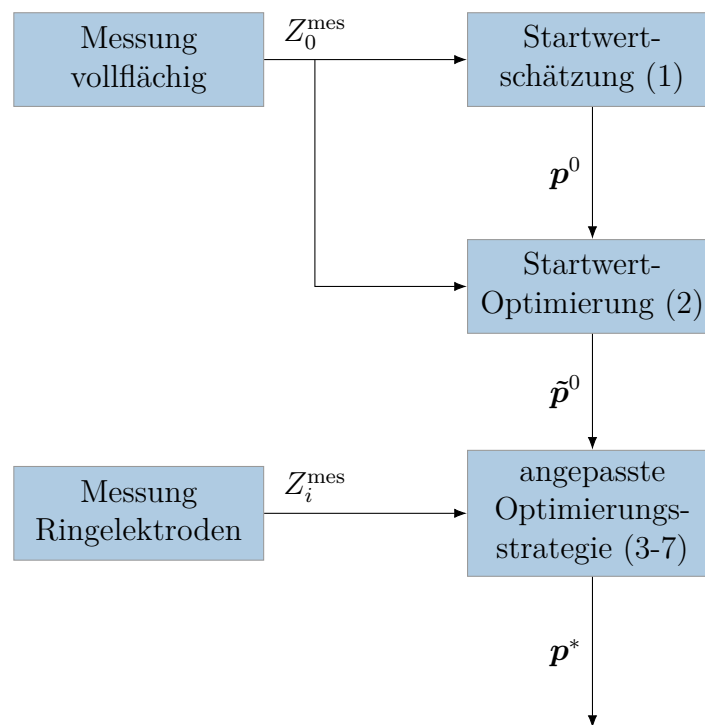 Messung
vollflächig
Z_0^mes
Startwert-
schätzung (1)
p^0
Startwert-
Optimierung (2)
p̃^0
Messung
Ringelektroden
Z_i^mes
angepasste
Optimierungs-
strategie (3-7)
p^*